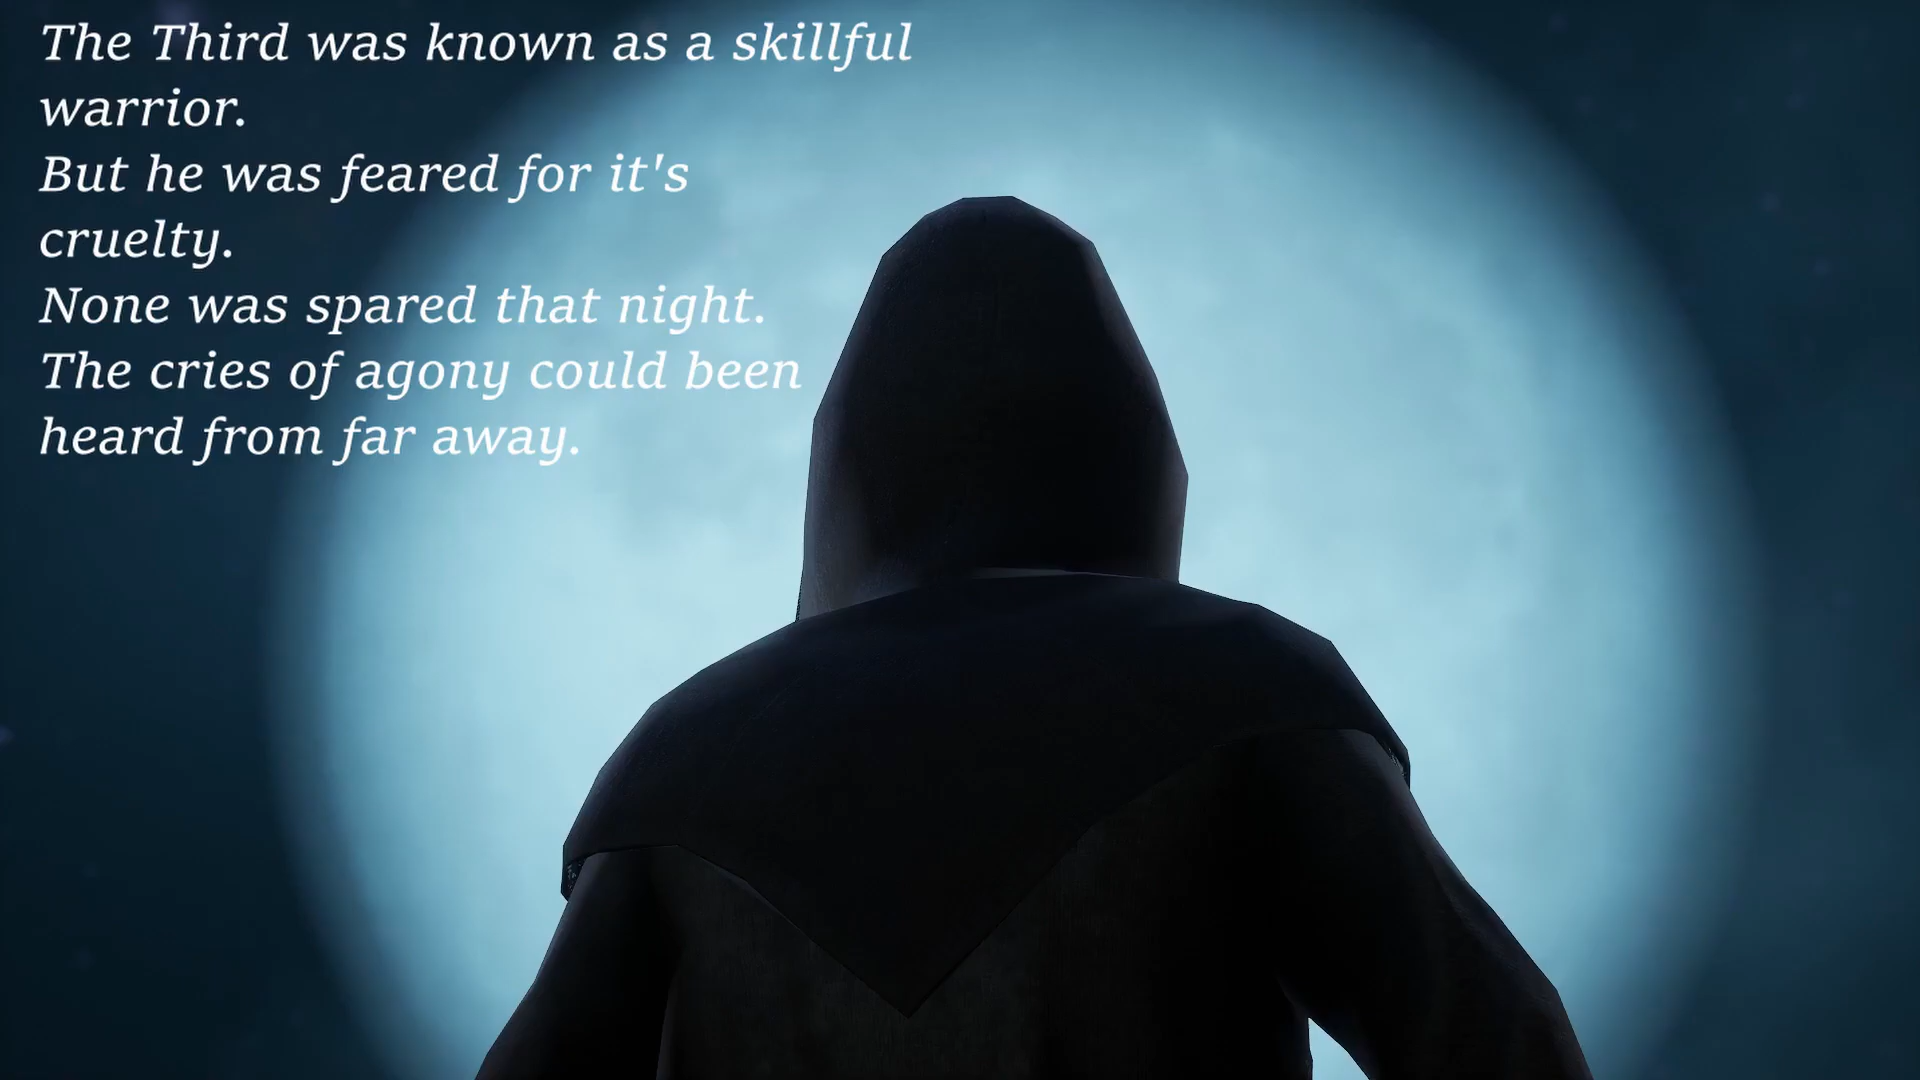 The Third was known as a skillful
warrior.
But he was feared for it's
cruelty.
None was spared that night.
The cries of agony could been
heard from far away.